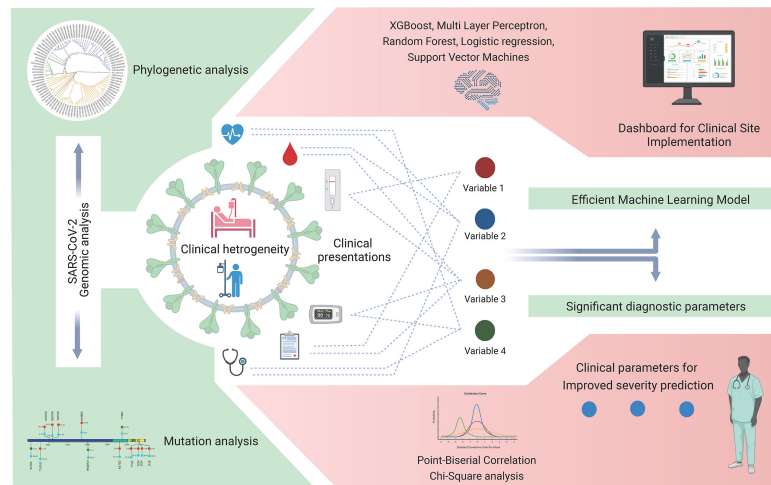 XGBoost, Multi Layer Perceptron,
Random Forest, Logistic regression,
Support Vector Machines
Phylogenetic analysis
Dashboard for Clinical Site
Implementation
SARS-CoV-2
Genomic analysis
Clinical hetrogeneity
Clinical
presentations
Variable 1
Variable 2
Variable 3
Variable 4
Efficient Machine Learning Model
Significant diagnostic parameters
Clinical parameters for
Improved severity prediction
Mutation analysis
Point-Biserial Correlation
Chi-Square analysis